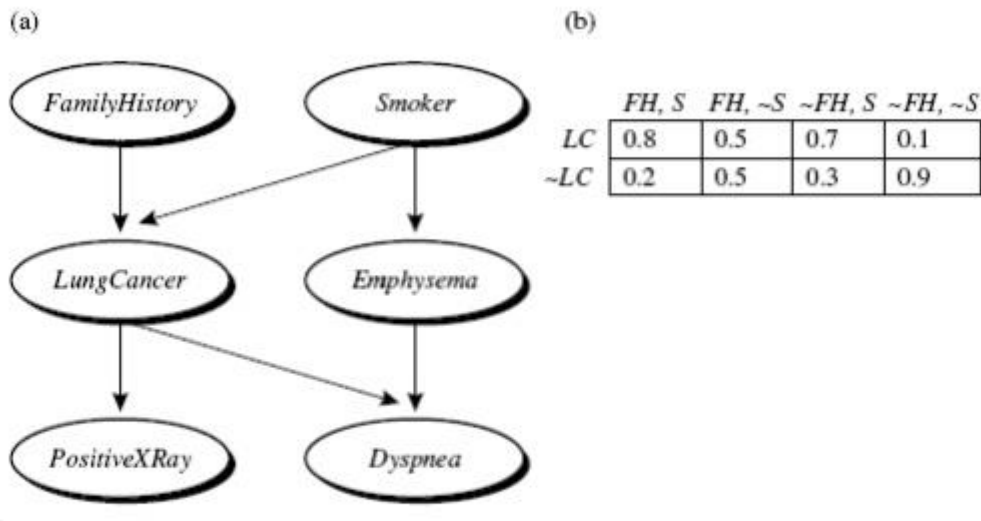 (a)
(b)
FamilyHistory
Smoker
FH, S FH, ~S ~FH, S ~FH, ~S
LC 0.8 0.5 0.7 0.1
~LC 0.2 0.5 0.3 0.9
LungCancer
Emphysema
PositiveXRay
Dyspnea